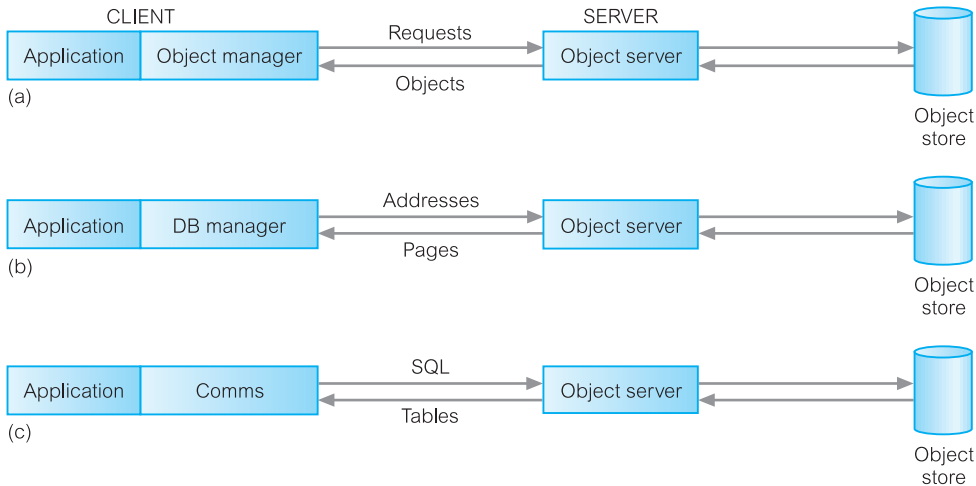 CLIENT
SERVER
Application
Object manager
Requests
Objects
Object server
Object
store
(a)
Application
DB manager
Addresses
Pages
Object server
Object
store
(b)
Application
Comms
SQL
Tables
Object server
Object
store
(c)